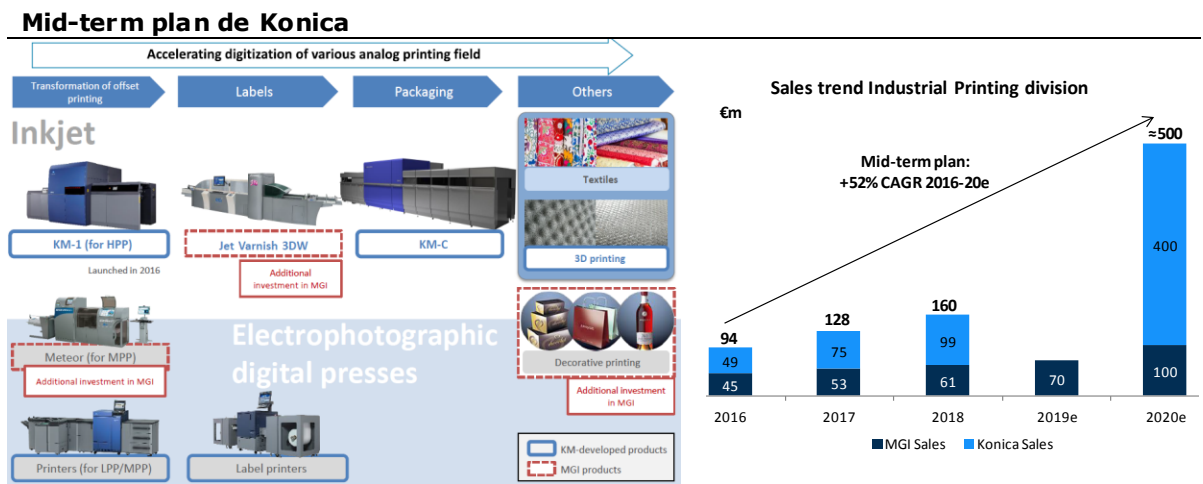 Mid-term plan de Konica
Accelerating digitization of various analog printing field
Transformation of offset
printing
Labels
Packaging
Others
Inkjet
KM-1 (for HPP)
Launched in 2016
Jet Varnish 3DW
Additional
investment in MGI
KM-C
Textiles
3D printing
Electrophotographic
digital presses
Meteor (for MPP)
Additional investment in MGI
Decorative printing
Additional investment
in MGI
Printers (for LPP/MPP)
Label printers
KM-developed products
MGI products
Sales trend Industrial Printing division
€m
Mid-term plan:
+52% CAGR 2016-20e
94
49
45
128
75
53
160
99
61
70
≈500
400
100
2016
2017
2018
2019e
2020e
MGI Sales
Konica Sales